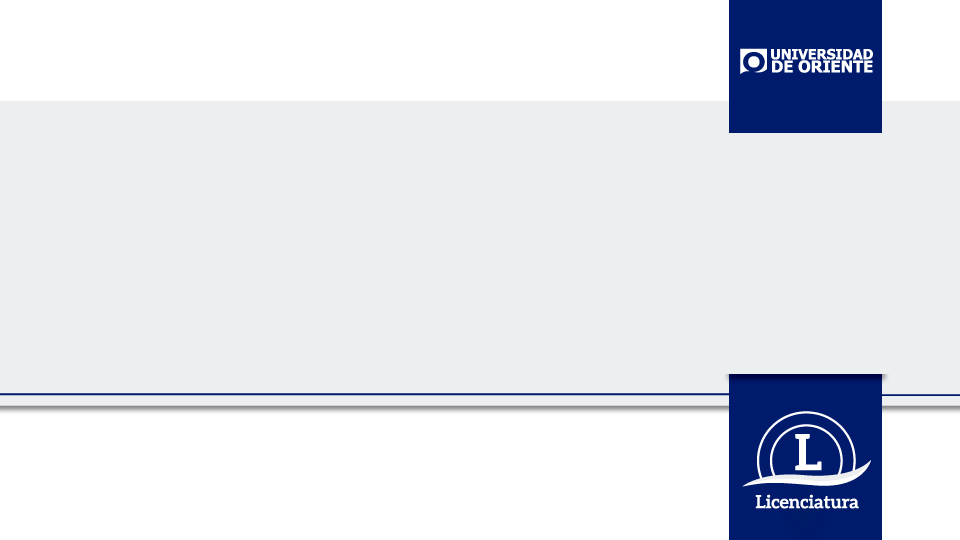 UNIVERSIDAD
DE ORIENTE
L
Licenciatura